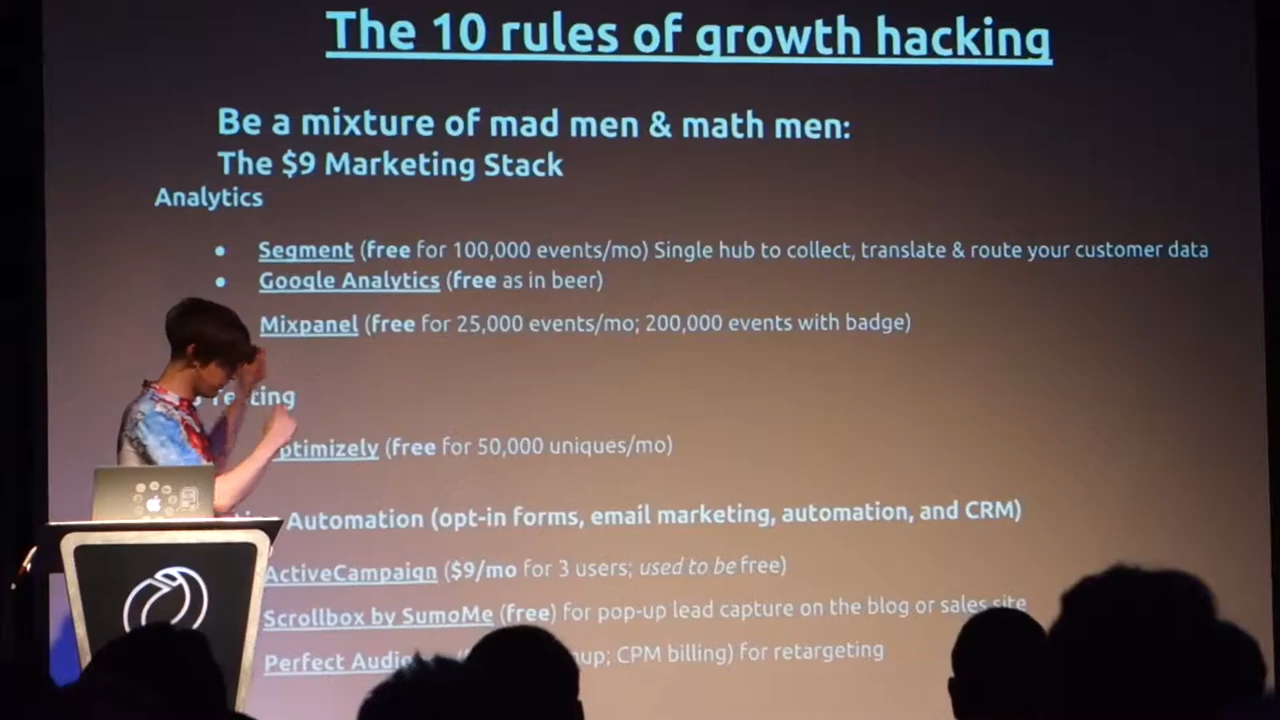 The 10 rules of growth hacking
Be a mixture of mad men & math men:
The $9 Marketing Stack
Analytics
Segment (free for 100,000 events/mo) Single hub to collect, translate & route your customer data
Google Analytics (free as in beer)
Mixpanel (free for 25,000 events/mo; 200,000 events with badge)
ptimizely (free for 50,000 uniques/mo)
Automation (opt-in forms, email marketing, automation, and CRM)
ActiveCampaign ($9/mo for 3 users; used to be free)
Scrollbox by SumoMe (free) for pop-up lead capture on the blog or sales site
Perfect up; CPM billing) for retargeting